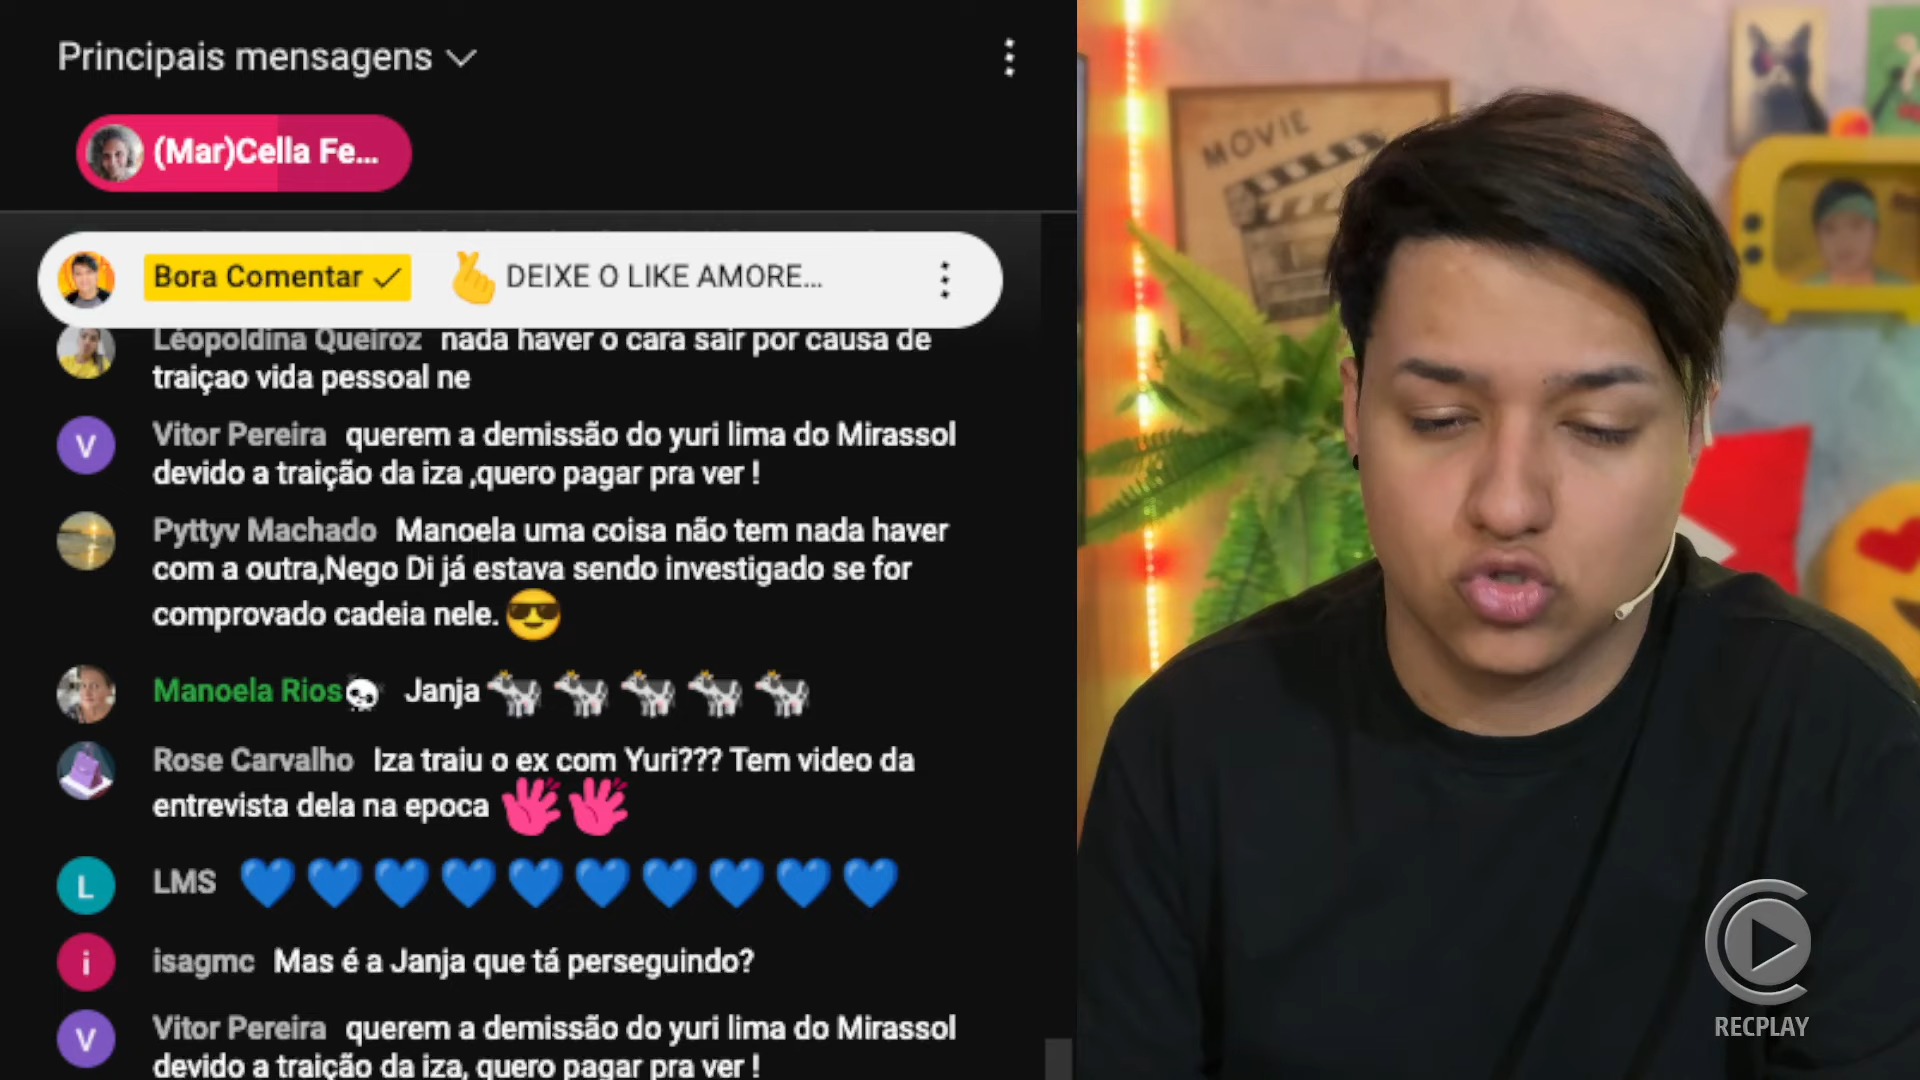 Principais mensagens
(Mar)Cella Fe...
Bora Comentar DEIXE O LIKE AMORE...
Léopoldina Queiroz nada haver o cara sair por causa de
traiçao vida pessoal ne
V Vitor Pereira querem a demissão do yuri lima do Mirassol
devido a traição da iza ,quero pagar pra ver !
Pyttyv Machado Manoela uma coisa não tem nada haver
com a outra,Nego Di já estava sendo investigado se for
comprovado cadeia nele. 😎
Manoela Rios💀 Janja 🐄 🐄 🐄 🐄 🐄
Rose Carvalho Iza traiu o ex com Yuri??? Tem video da
entrevista dela na epoca
L LMS 💙 💙 💙 💙 💙 💙 💙 💙 💙 💙
i isagmc Mas é a Janja que tá perseguindo?
V Vitor Pereira querem a demissão do yuri lima do Mirassol
devido a traição da iza, quero pagar pra ver !
MOVIE
RECPLAY